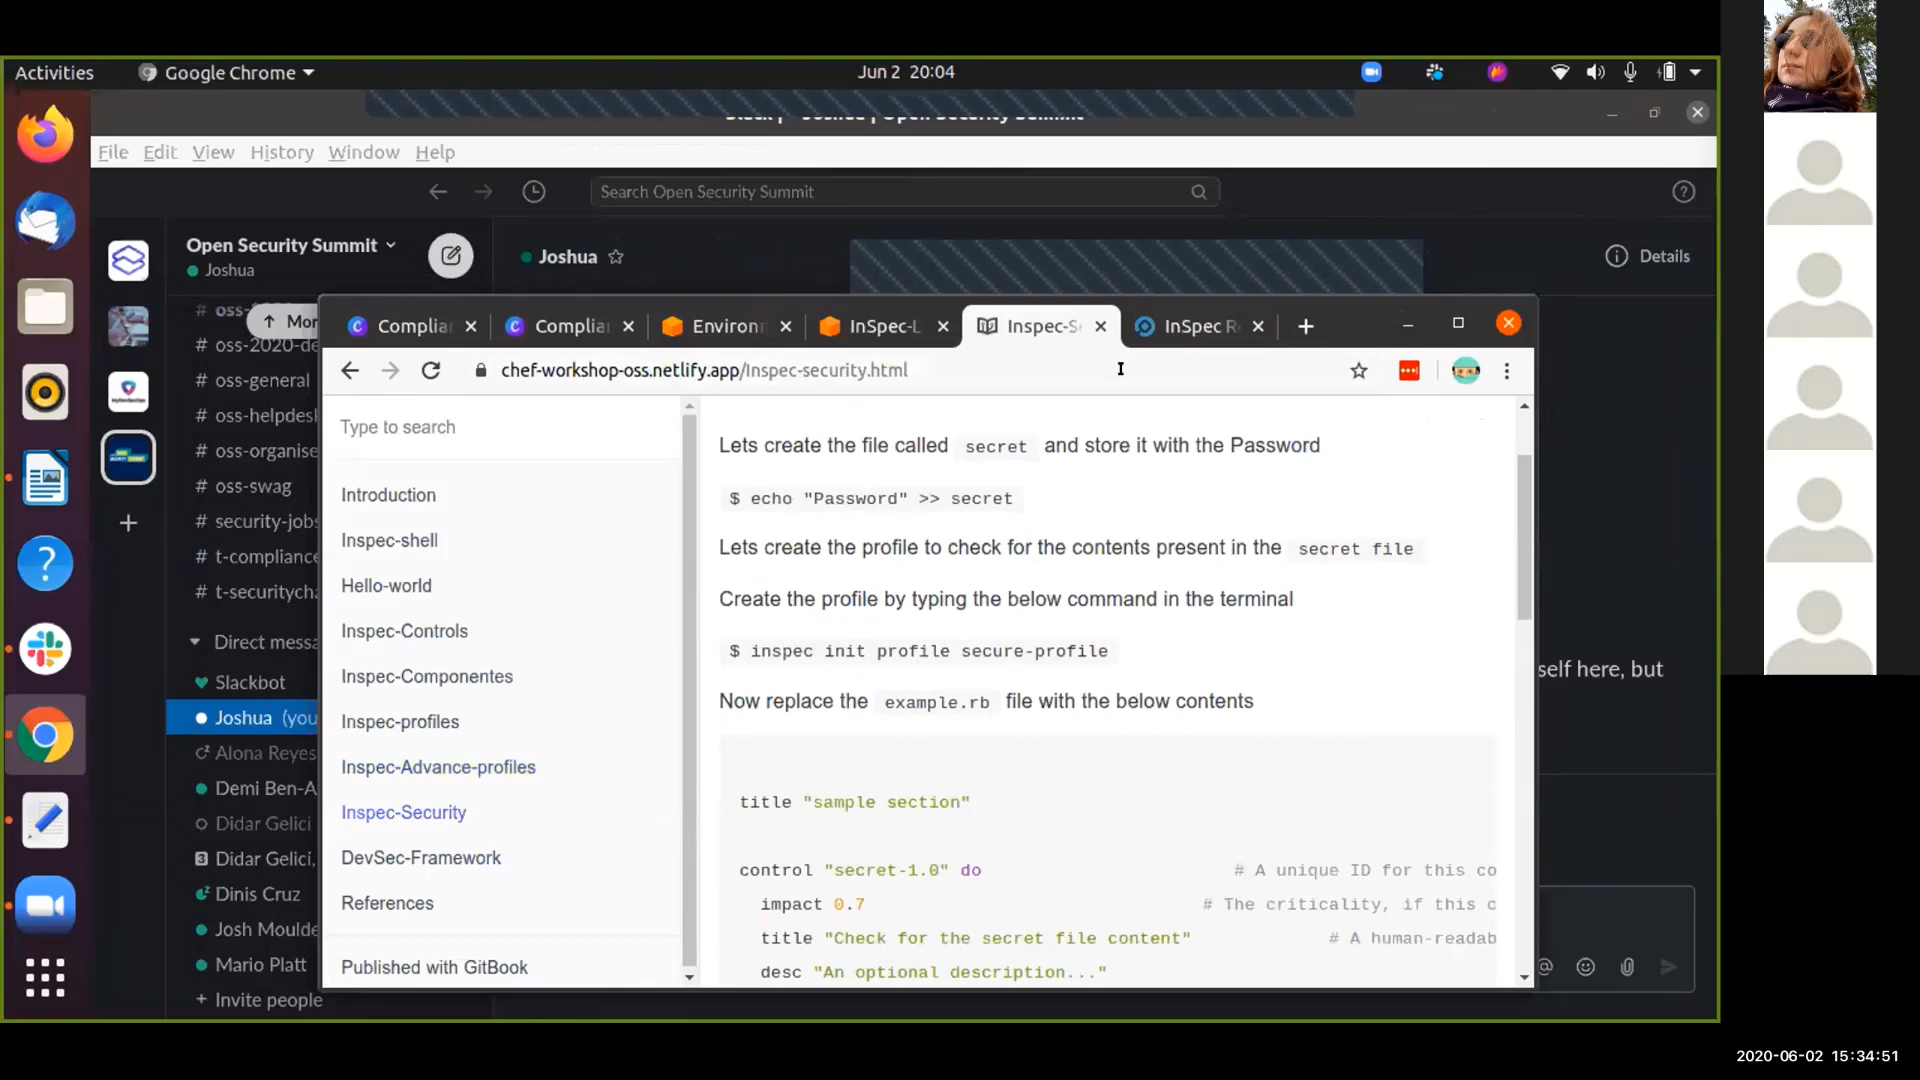 Activities
Google Chrome
Jun 2 20:04
File Edit View History Window Help
Search Open Security Summit
Open Security Summit
Joshua
Joshua
Details
# oss-
Mor
# oss-2020-de
# oss-general
# oss-helpdes
# oss-organise
# oss-swag
# security-jobs
# t-compliance
# t-securitych
Direct messa
Slackbot
Joshua (you
Alona Reyes
Demi Ben-A
Didar Gelici
3 Didar Gelici,
Dinis Cruz
Josh Moulde
Mario Platt
+ Invite people
Complia
Complia
Environ
InSpec-L
Inspec-S
InSpec R
chef-workshop-oss.netlify.app/Inspec-security.html
Type to search
Introduction
Inspec-shell
Hello-world
Inspec-Controls
Inspec-Componentes
Inspec-profiles
Inspec-Advance-profiles
Inspec-Security
DevSec-Framework
References
Published with GitBook
Lets create the file called secret and store it with the Password
$ echo "Password" >> secret
Lets create the profile to check for the contents present in the secret file
Create the profile by typing the below command in the terminal
$ inspec init profile secure-profile
Now replace the example.rb file with the below contents
title "sample section"
control "secret-1.0" do # A unique ID for this co
impact 0.7 # The criticality, if this c
title "Check for the secret file content" # A human-readab
desc "An optional description..."
self here, but
2020-06-02 15:34:51